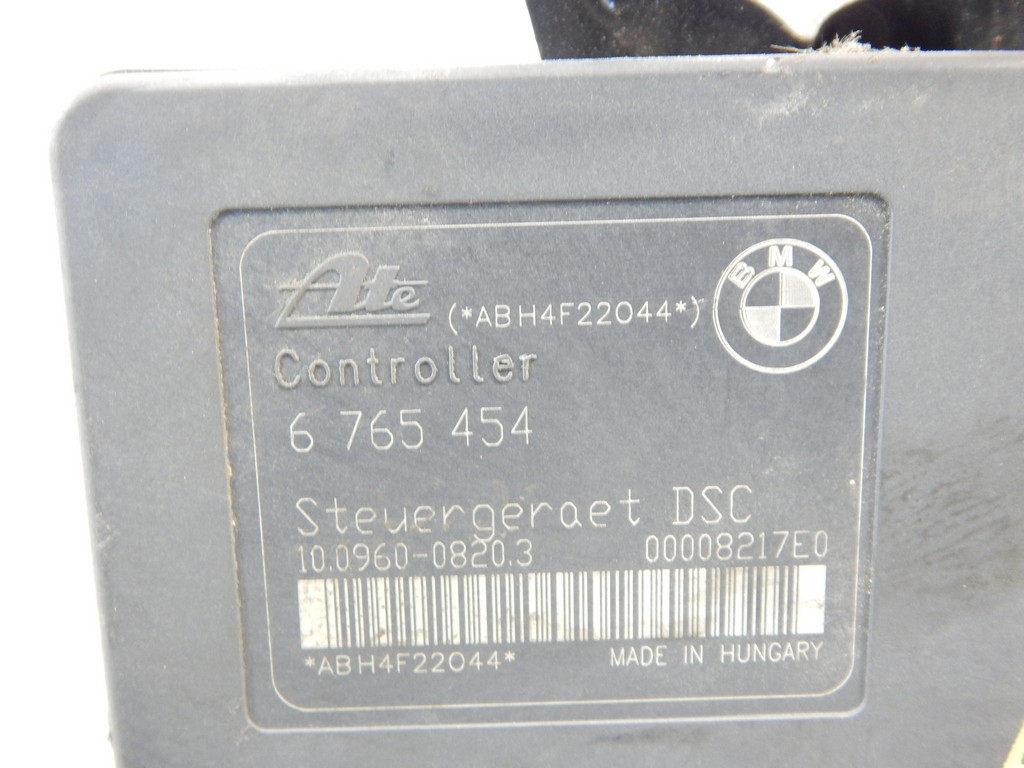 Ate (*ABH4F22044*) BMW
Controller
6 765 454
Steuergeraet DSC
10.0960-0820.3 00008217E0
*ABH4F22044* MADE IN HUNGARY